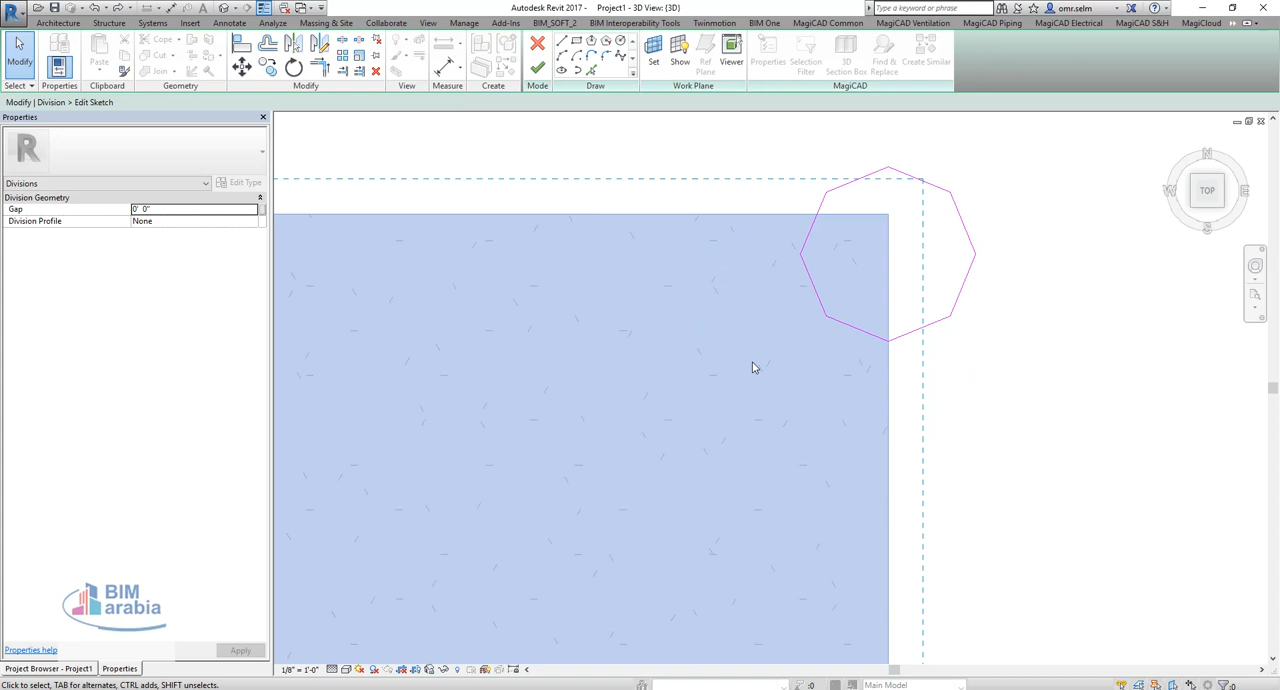 Autodesk Revit 2017 - Project1 - 3D View: {3D}
Type a keyword or phrase
omr.selm
Architecture Structure Systems Insert Annotate Analyze Massing & Site Collaborate View Manage Add-Ins BIM_SOFT_2 BIM Interoperability Tools Twinmotion BIM One MagiCAD Common MagiCAD Ventilation MagiCAD Piping MagiCAD Electrical MagiCAD S&H MagiCloud
Cope
Cut
Join
Modify Paste Set Show Ref Plane Viewer Properties Selection Filter 3D Section Box Find & Replace Create Similar
Select Properties Clipboard Geometry Modify View Measure Create Mode Draw Work Plane MagiCAD
Modify | Division > Edit Sketch
Properties
R
Divisions
Edit Type
Division Geometry
Gap 0' 0"
Division Profile None
N
W TOP E
S
BIM
arabia
Properties help
Apply
Project Browser - Project1 Properties
1/8" = 1'-0"
Click to select, TAB for alternates, CTRL adds, SHIFT unselects.
:0
Main Model
:0